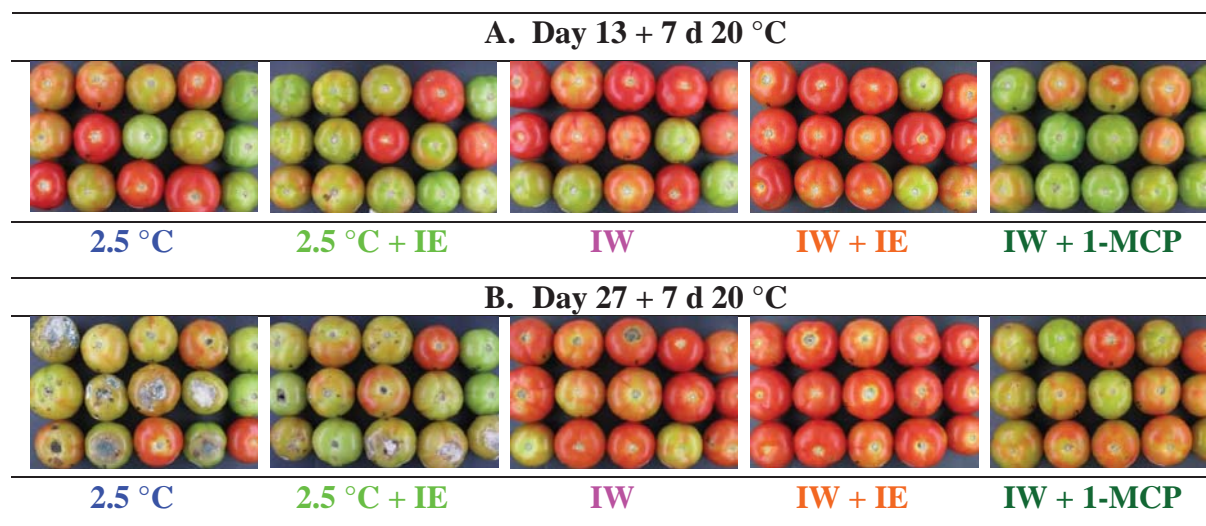 A. Day 13 + 7 d 20 °C
2.5 °C
2.5 °C + IE
IW
IW + IE
IW + 1-MCP
B. Day 27 + 7 d 20 °C
2.5 °C
2.5 °C + IE
IW
IW + IE
IW + 1-MCP